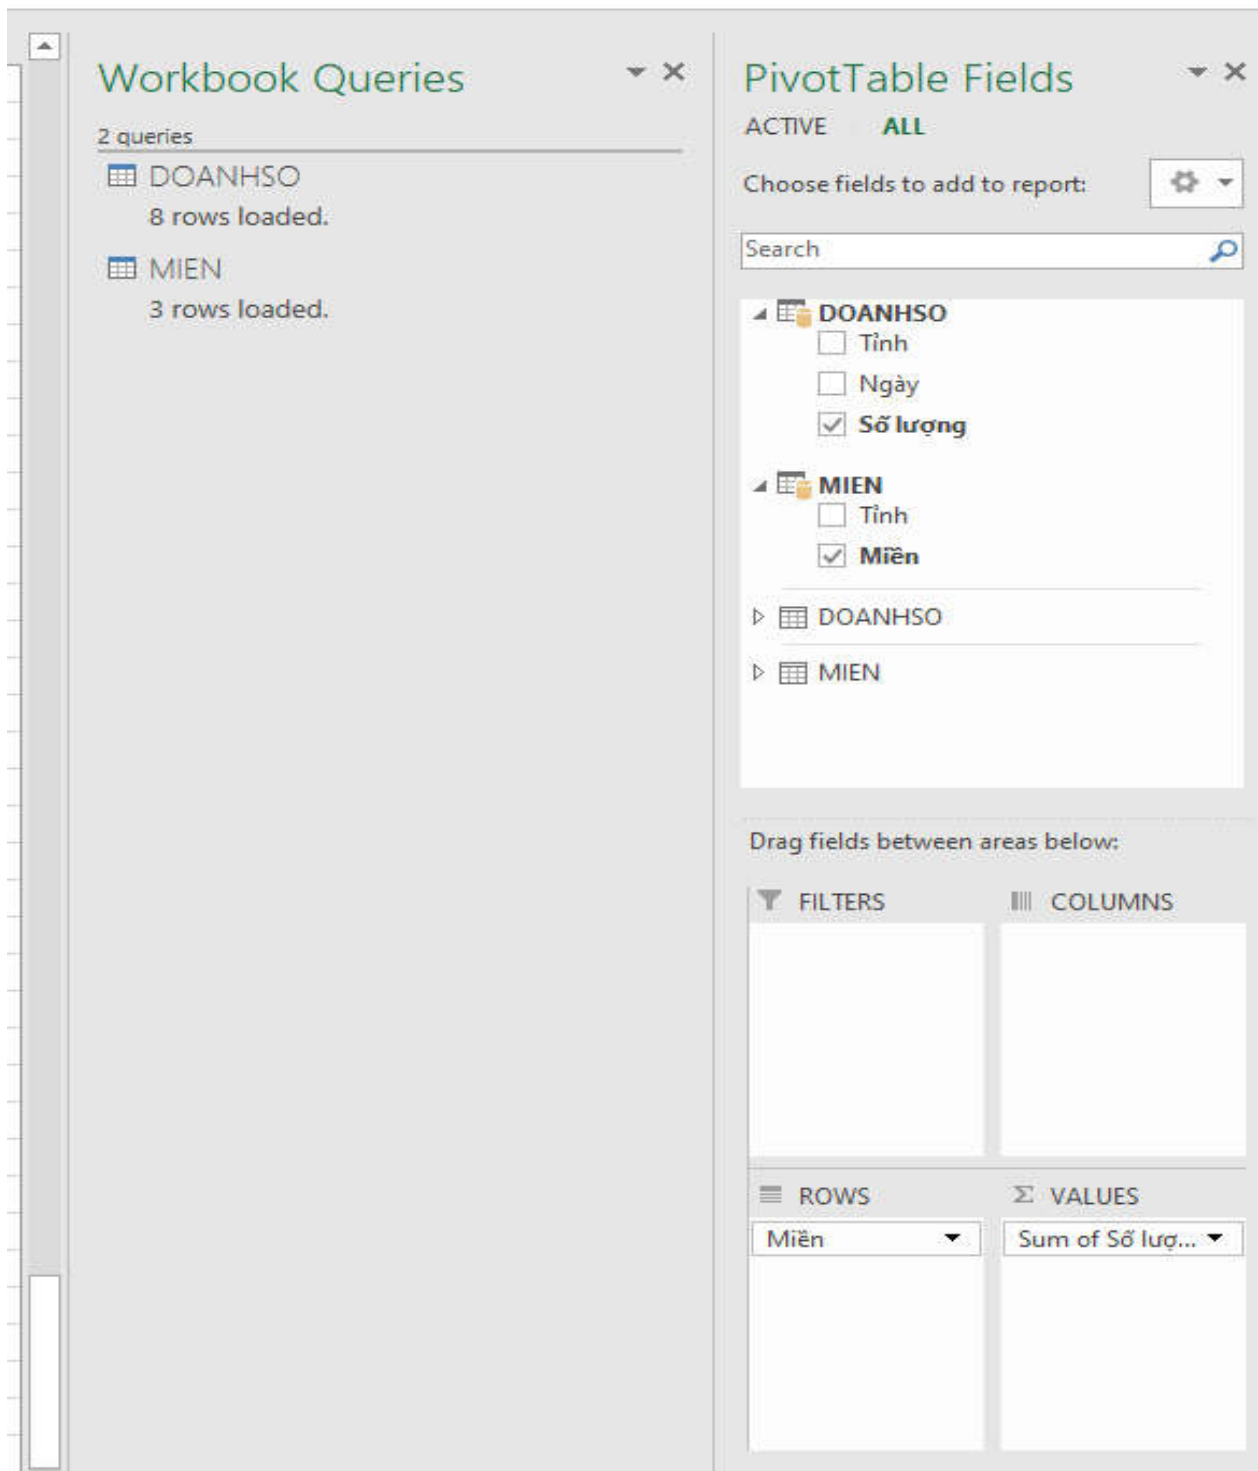 Workbook Queries
2 queries
DOANHSO
8 rows loaded.
MIEN
3 rows loaded.
PivotTable Fields
ACTIVE ALL
Choose fields to add to report:
Search
DOANHSO
Tỉnh
Ngày
Số lượng
MIEN
Tỉnh
Miền
DOANHSO
MIEN
Drag fields between areas below:
FILTERS
COLUMNS
ROWS
Σ VALUES
Miền
Sum of Số lượ...